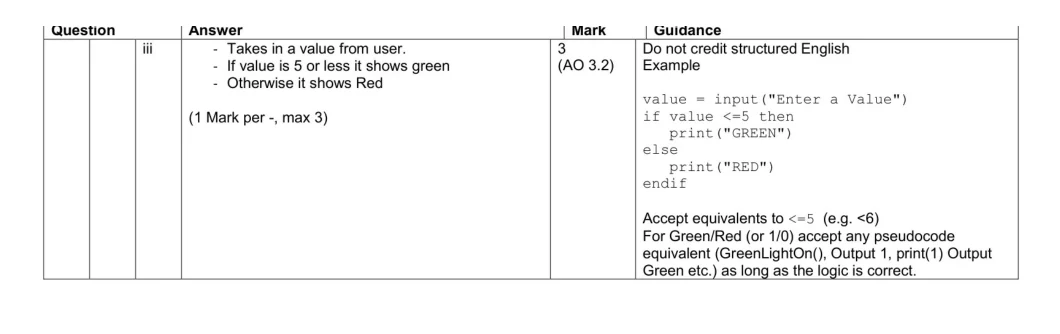 Question Answer Mark Guidance
iii
- Takes in a value from user.
- If value is 5 or less it shows green
- Otherwise it shows Red
(1 Mark per -, max 3)
3
(AO 3.2)
Do not credit structured English
Example
value = input("Enter a Value")
if value <=5 then
print("GREEN")
else
print("RED")
endif
Accept equivalents to <=5 (e.g. <6)
For Green/Red (or 1/0) accept any pseudocode
equivalent (GreenLightOn(), Output 1, print(1) Output
Green etc.) as long as the logic is correct.